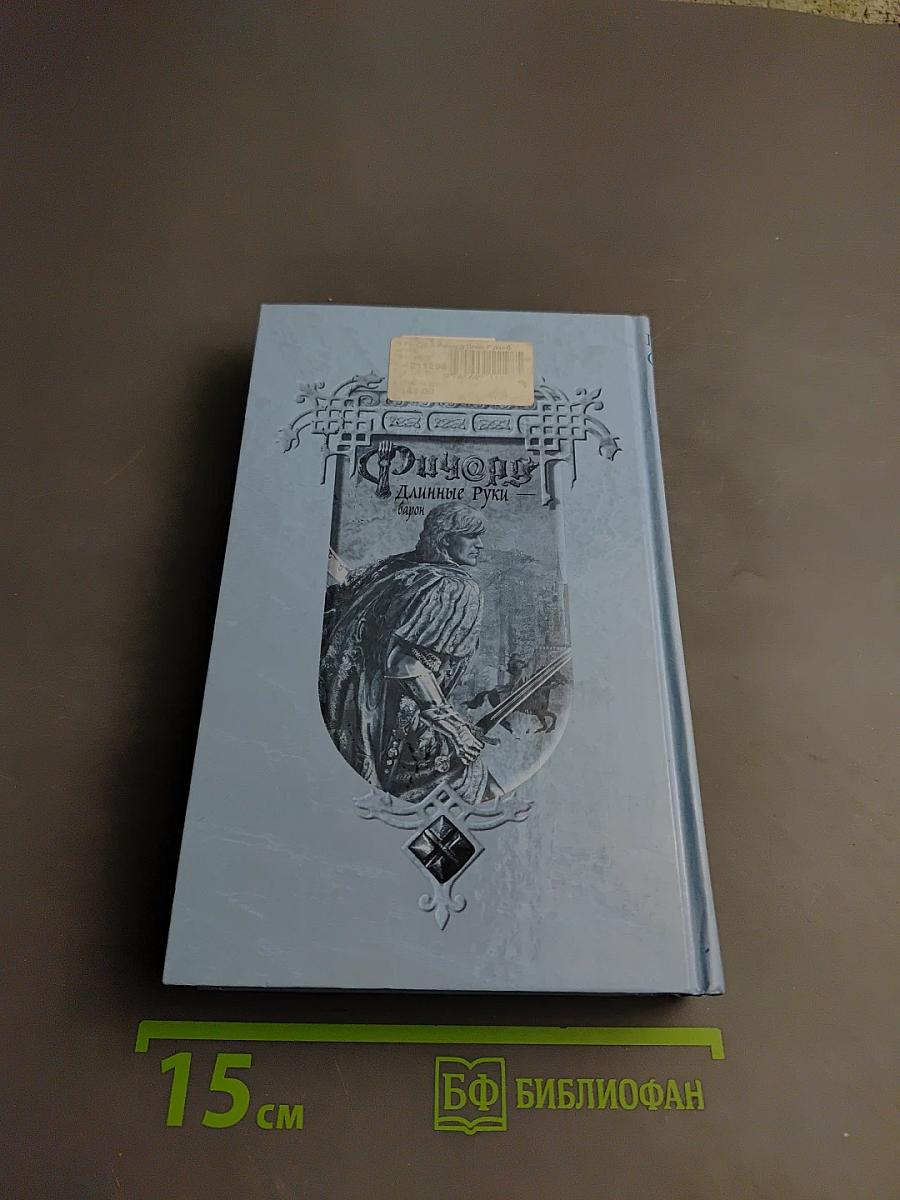 Ричард
Длинные Руки —
барон
15 см
БФ БИБЛИОФАН